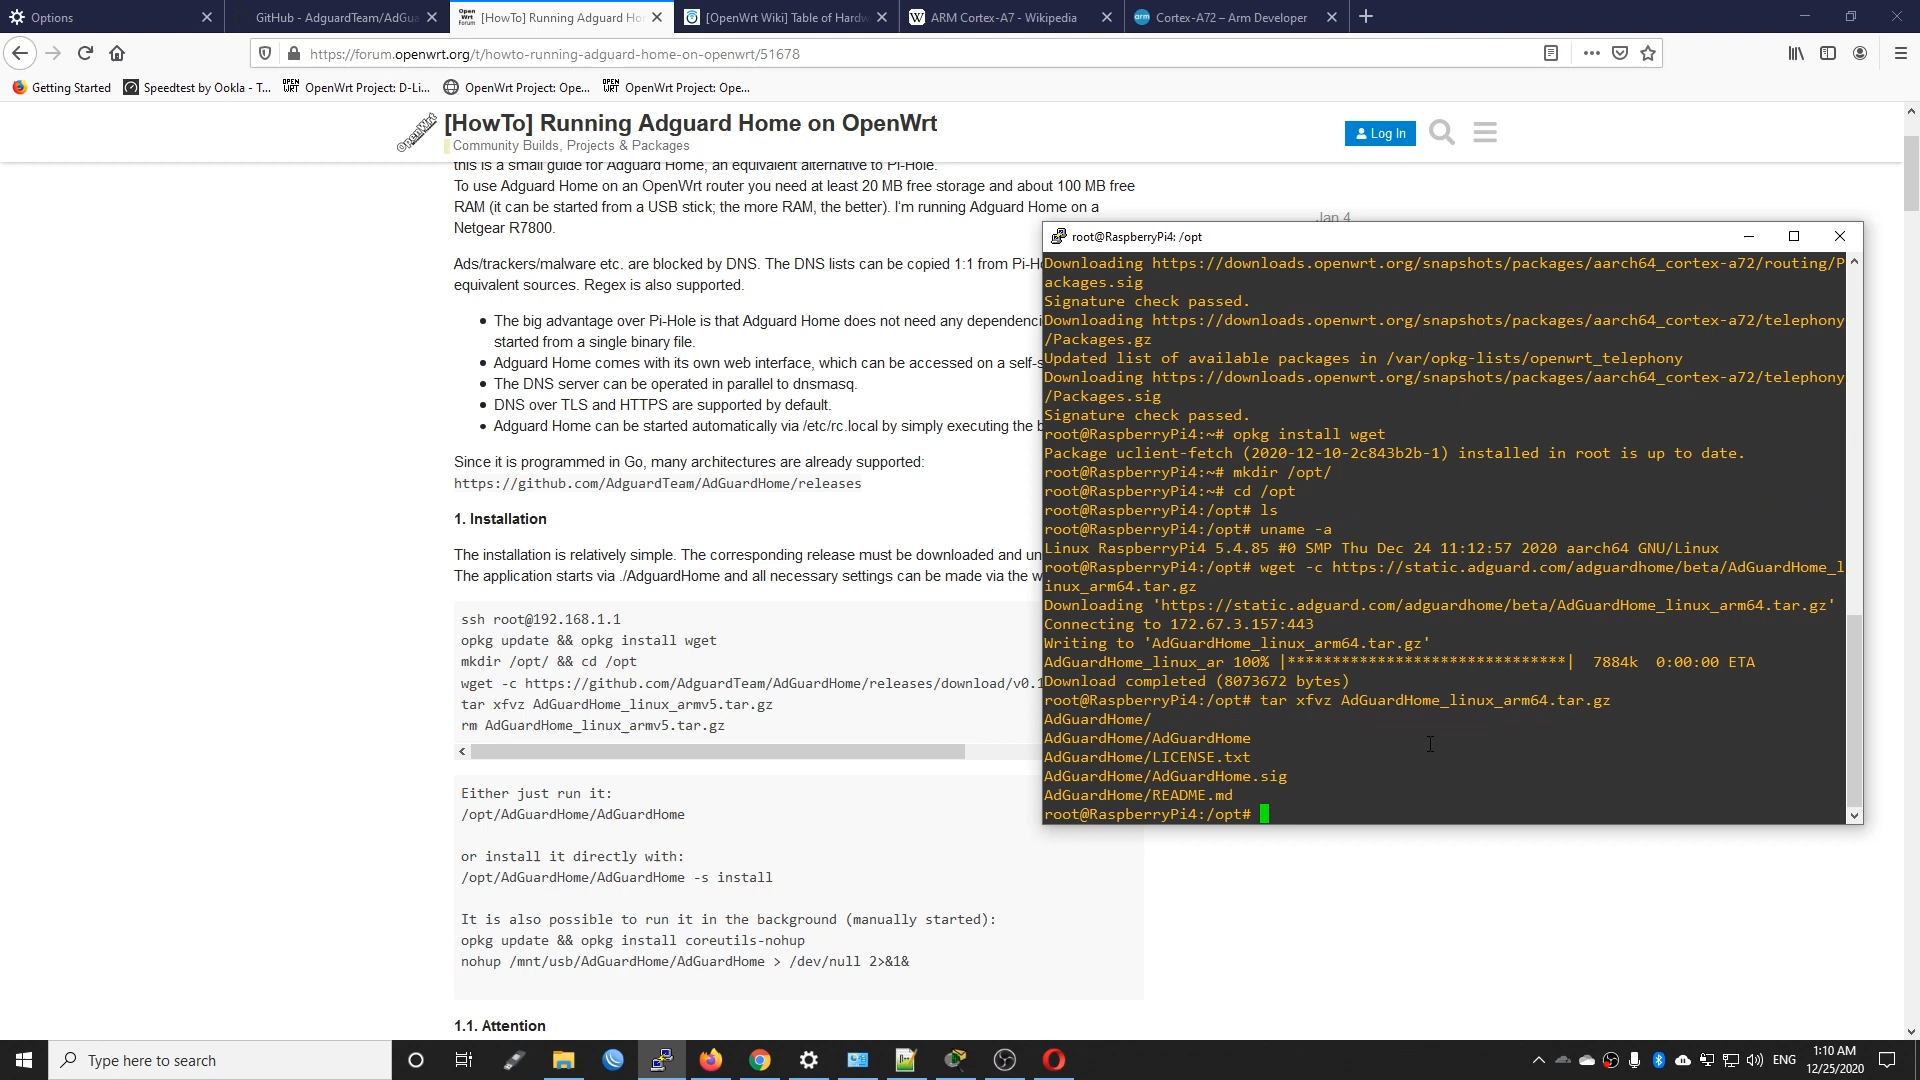 Options
GitHub - AdguardTeam/AdGua
[HowTo] Running Adguard Ho
[OpenWrt Wiki] Table of Hardw
ARM Cortex-A7 - Wikipedia
Cortex-A72 – Arm Developer
https://forum.openwrt.org/t/howto-running-adguard-home-on-openwrt/51678
Getting Started
Speedtest by Ookla - T...
OpenWrt Project: D-Li...
OpenWrt Project: Ope...
OpenWrt Project: Ope...
[HowTo] Running Adguard Home on OpenWrt
Community Builds, Projects & Packages
Log In
this is a small guide for Adguard Home, an equivalent alternative to Pi-Hole.
To use Adguard Home on an OpenWrt router you need at least 20 MB free storage and about 100 MB free
RAM (it can be started from a USB stick; the more RAM, the better). I'm running Adguard Home on a
Netgear R7800.
Jan 4
Ads/trackers/malware etc. are blocked by DNS. The DNS lists can be copied 1:1 from Pi-H
equivalent sources. Regex is also supported.
The big advantage over Pi-Hole is that Adguard Home does not need any dependenci
started from a single binary file.
Adguard Home comes with its own web interface, which can be accessed on a self-s
The DNS server can be operated in parallel to dnsmasq.
DNS over TLS and HTTPS are supported by default.
Adguard Home can be started automatically via /etc/rc.local by simply executing the b
Since it is programmed in Go, many architectures are already supported:
https://github.com/AdguardTeam/AdGuardHome/releases
1. Installation
The installation is relatively simple. The corresponding release must be downloaded and un
The application starts via ./AdguardHome and all necessary settings can be made via the w
ssh root@192.168.1.1
opkg update && opkg install wget
mkdir /opt/ && cd /opt
wget -c https://github.com/AdguardTeam/AdGuardHome/releases/download/v0.1
tar xfvz AdGuardHome_linux_armv5.tar.gz
rm AdGuardHome_linux_armv5.tar.gz
Either just run it:
/opt/AdGuardHome/AdGuardHome
or install it directly with:
/opt/AdGuardHome/AdGuardHome -s install
It is also possible to run it in the background (manually started):
opkg update && opkg install coreutils-nohup
nohup /mnt/usb/AdGuardHome/AdGuardHome > /dev/null 2>&1&
1.1. Attention
root@RaspberryPi4: /opt
Downloading https://downloads.openwrt.org/snapshots/packages/aarch64_cortex-a72/routing/P
ackages.sig
Signature check passed.
Downloading https://downloads.openwrt.org/snapshots/packages/aarch64_cortex-a72/telephony
/Packages.gz
Updated list of available packages in /var/opkg-lists/openwrt_telephony
Downloading https://downloads.openwrt.org/snapshots/packages/aarch64_cortex-a72/telephony
/Packages.sig
Signature check passed.
root@RaspberryPi4:~# opkg install wget
Package uclient-fetch (2020-12-10-2c843b2b-1) installed in root is up to date.
root@RaspberryPi4:~# mkdir /opt/
root@RaspberryPi4:~# cd /opt
root@RaspberryPi4:/opt# ls
root@RaspberryPi4:/opt# uname -a
Linux RaspberryPi4 5.4.85 #0 SMP Thu Dec 24 11:12:57 2020 aarch64 GNU/Linux
root@RaspberryPi4:/opt# wget -c https://static.adguard.com/adguardhome/beta/AdGuardHome_l
inux_arm64.tar.gz
Downloading 'https://static.adguard.com/adguardhome/beta/AdGuardHome_linux_arm64.tar.gz'
Connecting to 172.67.3.157:443
Writing to 'AdGuardHome_linux_arm64.tar.gz'
AdGuardHome_linux_ar 100% |*******************************| 7884k 0:00:00 ETA
Download completed (8073672 bytes)
root@RaspberryPi4:/opt# tar xfvz AdGuardHome_linux_arm64.tar.gz
AdGuardHome/
AdGuardHome/AdGuardHome
AdGuardHome/LICENSE.txt
AdGuardHome/AdGuardHome.sig
AdGuardHome/README.md
root@RaspberryPi4:/opt#
Type here to search
ENG
1:10 AM
12/25/2020